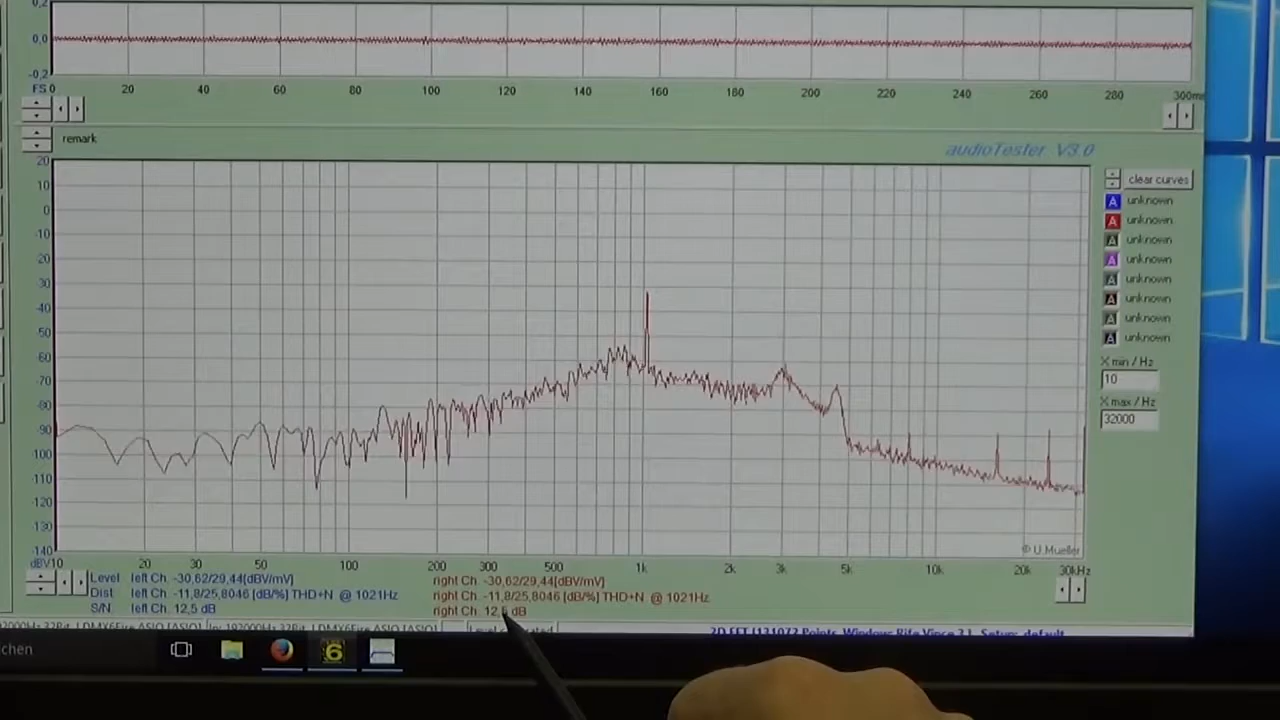 0,2
0,0
-0,2
FS 0 20 40 60 80 100 120 140 160 180 200 220 240 260 280 300ms
remark
audioTester V3.0
20
10
0
-10
20
30
40
50
60
-70
-80
90
100
110
120
130
140
dBV 10 20 30 50 100 200 300 500 1k 2k 3k 5k 10k 20k 30kHz
© U.Mueller
clear curves
A unknown
A unknown
A unknown
A unknown
A unknown
A unknown
A unknown
A unknown
X min / Hz
10
X max / Hz
32000
Level left Ch. -30,62/29,44[dBV/mV] right Ch. -30,62/29,44[dBV/mV]
Dist left Ch. -11,8/25,8046 [dB/%] THD+N @ 1021Hz right Ch. -11,8/25,8046 [dB/%] THD+N @ 1021Hz
S/N. left Ch. 12,5 dB right Ch. 12, dB
chen
6